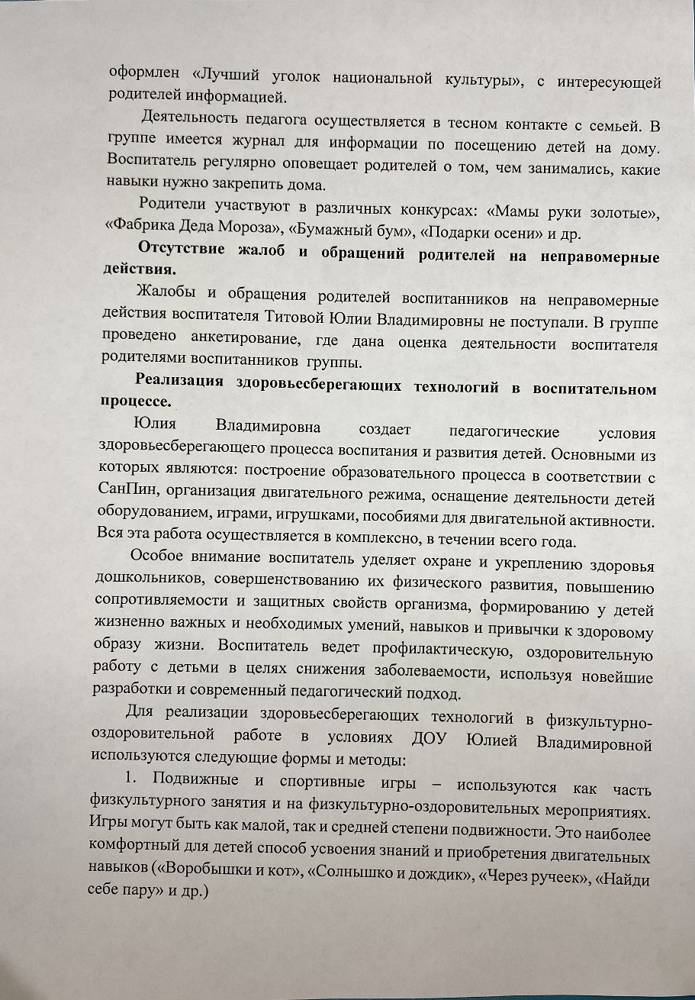 оформлен «Лучший уголок национальной культуры», с интересующей
родителей информацией.
Деятельность педагога осуществляется в тесном контакте с семьей. В
группе имеется журнал для информации по посещению детей на дому.
Воспитатель регулярно оповещает родителей о том, чем занимались, какие
навыки нужно закрепить дома.
Родители участвуют в различных конкурсах: «Мамы руки золотые»,
«Фабрика Деда Мороза», «Бумажный бум», «Подарки осени» и др.
Отсутствие жалоб и обращений родителей на неправомерные
действия.
Жалобы и обращения родителей воспитанников на неправомерные
действия воспитателя Титовой Юлии Владимировны не поступали. В группе
проведено анкетирование, где дана оценка деятельности воспитателя
родителями воспитанников группы.
Реализация здоровьесберегающих технологий в воспитательном
процессе.
Юлия Владимировна создает педагогические условия
здоровьесберегающего процесса воспитания и развития детей. Основными из
которых являются: построение образовательного процесса в соответствии с
СанПин, организация двигательного режима, оснащение деятельности детей
оборудованием, играми, игрушками, пособиями для двигательной активности.
Вся эта работа осуществляется в комплексно, в течении всего года.
Особое внимание воспитатель уделяет охране и укреплению здоровья
дошкольников, совершенствованию их физического развития, повышению
сопротивляемости и защитных свойств организма, формированию у детей
жизненно важных и необходимых умений, навыков и привычки к здоровому
образу жизни. Воспитатель ведет профилактическую, оздоровительную
работу с детьми в целях снижения заболеваемости, используя новейшие
разработки и современный педагогический подход.
Для реализации здоровьесберегающих технологий в физкультурно-
оздоровительной работе в условиях ДОУ Юлией Владимировной
используются следующие формы и методы:
1. Подвижные и спортивные игры – используются как часть
физкультурного занятия и на физкультурно-оздоровительных мероприятиях.
Игры могут быть как малой, так и средней степени подвижности. Это наиболее
комфортный для детей способ усвоения знаний и приобретения двигательных
навыков («Воробышки и кот», «Солнышко и дождик», «Через ручеек», «Найди
себе пару» и др.)